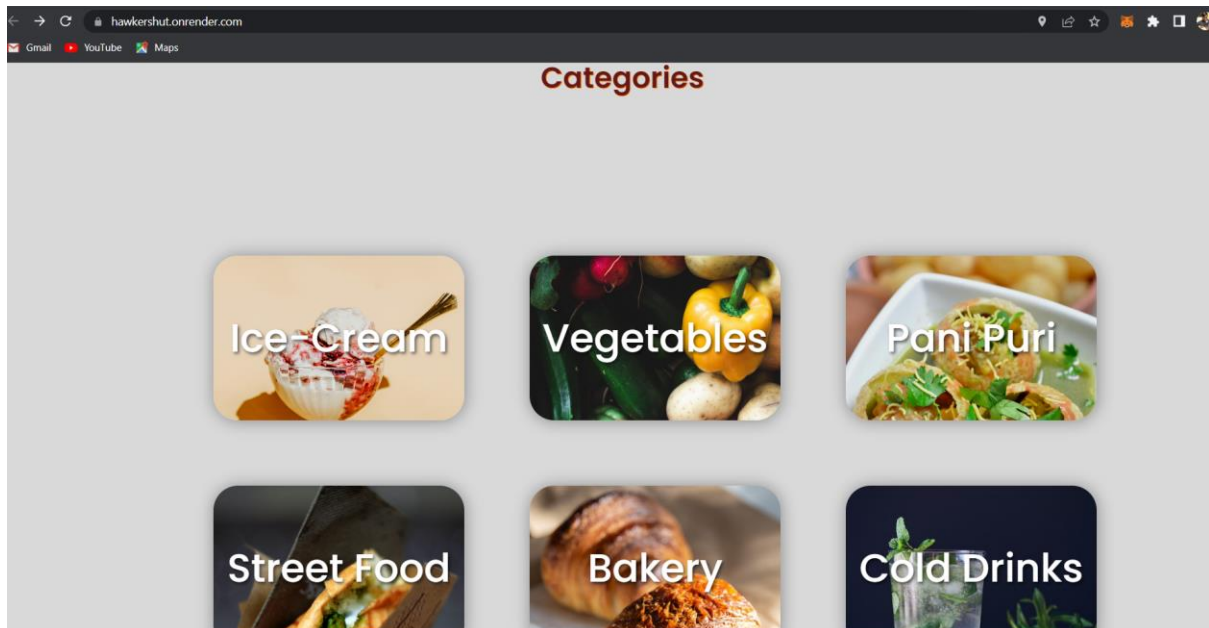 hawkershut.onrender.com
Gmail YouTube Maps
Categories
Ice-Cream Vegetables Pani Puri
Street Food Bakery Cold Drinks